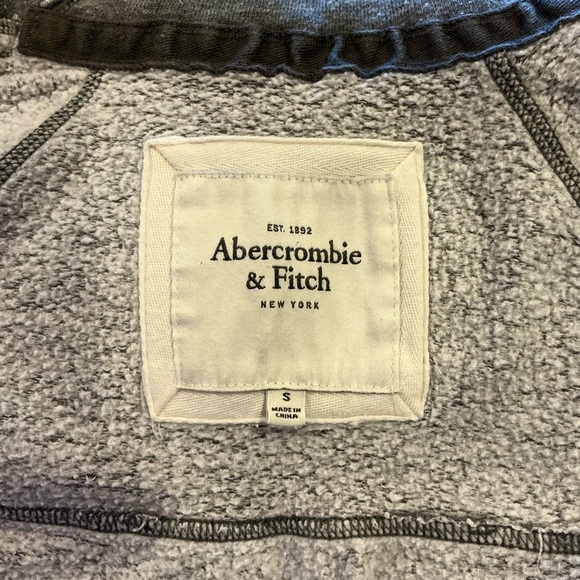 EST. 1892
Abercrombie
& Fitch
NEW YORK
S
MADE IN
CHINA